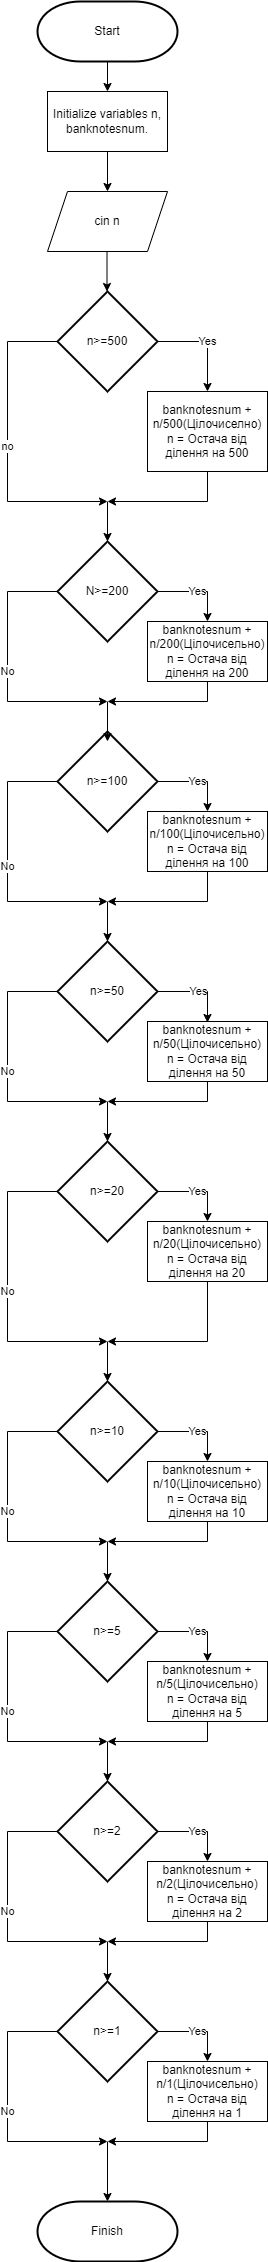 Start
Initialize variables n,
banknotesnum.
cin n
n>=500
Yes
banknotesnum +
n/500(Цілочиселно)
n = Остача від
ділення на 500
no
N>=200
Yes
banknotesnum +
n/200(Цілочисельно)
n = Остача від
ділення на 200
No
n>=100
Yes
banknotesnum +
n/100(Цілочисельно)
n = Остача від
ділення на 100
No
n>=50
Yes
banknotesnum +
n/50(Цілочисельно)
n = Остача від
ділення на 50
No
n>=20
Yes
banknotesnum +
n/20(Цілочисельно)
n = Остача від
ділення на 20
No
n>=10
Yes
banknotesnum +
n/10(Цілочисельно)
n = Остача від
ділення на 10
No
n>=5
Yes
banknotesnum +
n/5(Цілочисельно)
n = Остача від
ділення на 5
No
n>=2
Yes
banknotesnum +
n/2(Цілочисельно)
n = Остача від
ділення на 2
No
n>=1
Yes
banknotesnum +
n/1(Цілочисельно)
n = Остача від
ділення на 1
No
Finish